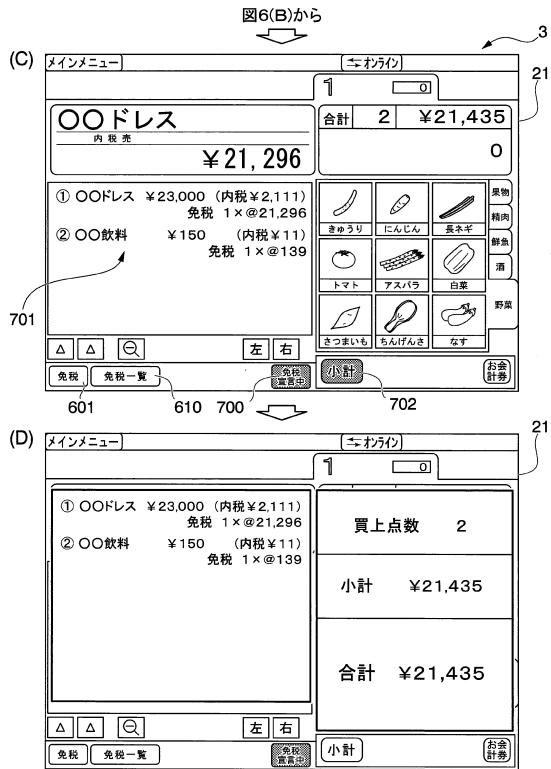 図6(B)から
3
(C)
メインメニュー
オンライン
21
1
0
〇〇ドレス
内税売
¥21,296
合計 2 ¥21,435
0
① 〇〇ドレス ¥23,000 (内税¥2,111)
免税 1×@21,296
② 〇〇飲料 ¥150 (内税¥11)
免税 1×@139
701
きゅうり にんじん 長ネギ
トマト アスパラ 白菜
さつまいも ちんげんさ なす
果物
精肉
鮮魚
酒
野菜
△ △ 左 右
免税 免税一覧 免税宣言中 小計 お会計券
601 610 700 702
(D)
メインメニュー
オンライン
21
1
0
① 〇〇ドレス ¥23,000 (内税¥2,111)
免税 1×@21,296
② 〇〇飲料 ¥150 (内税¥11)
免税 1×@139
買上点数 2
小計 ¥21,435
合計 ¥21,435
△ △ 左 右
免税 免税一覧 免税宣言中 小計 お会計券